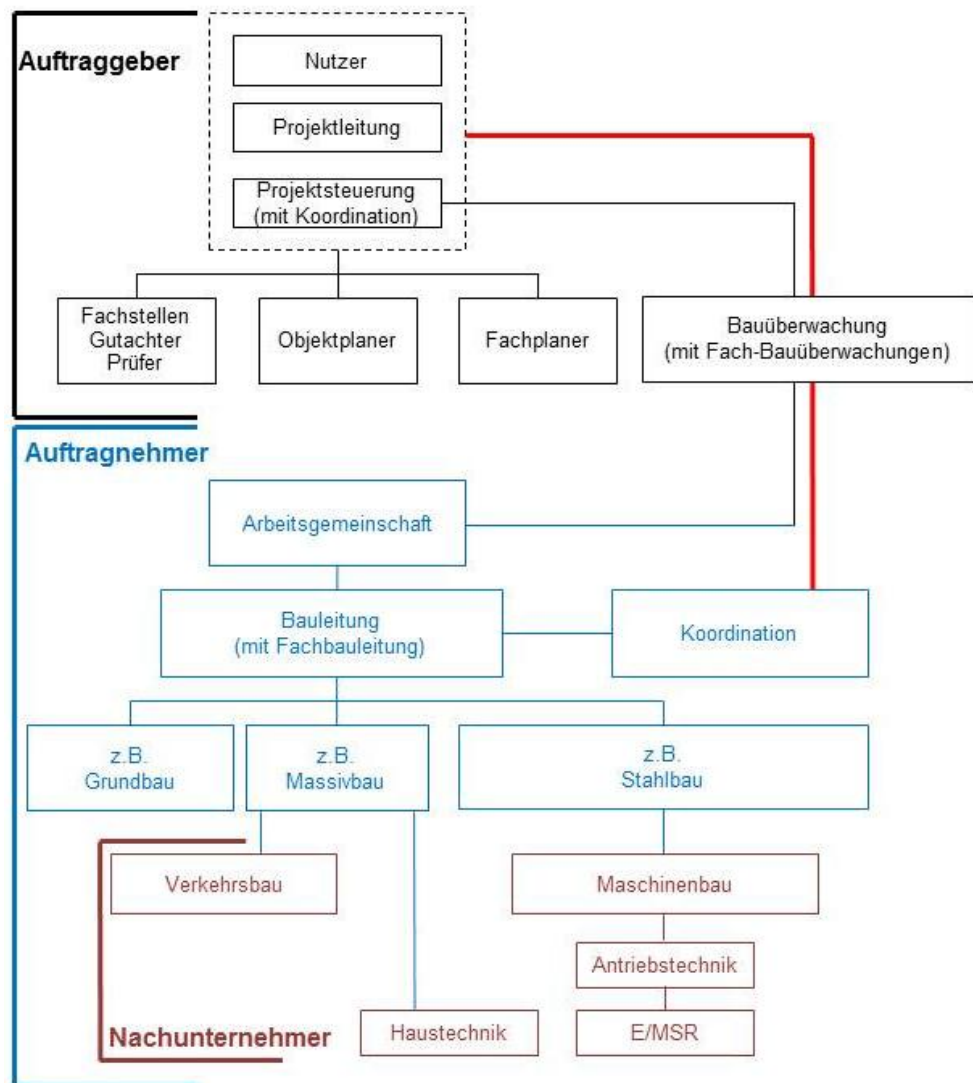 Auftraggeber
Nutzer
Projektleitung
Projektsteuerung
(mit Koordination)
Fachstellen
Gutachter
Prüfer
Objektplaner
Fachplaner
Bauüberwachung
(mit Fach-Bauüberwachungen)
Auftragnehmer
Arbeitsgemeinschaft
Bauleitung
(mit Fachbauleitung)
Koordination
z.B.
Grundbau
z.B.
Massivbau
z.B.
Stahlbau
Verkehrsbau
Maschinenbau
Antriebstechnik
Nachunternehmer
Haustechnik
E/MSR